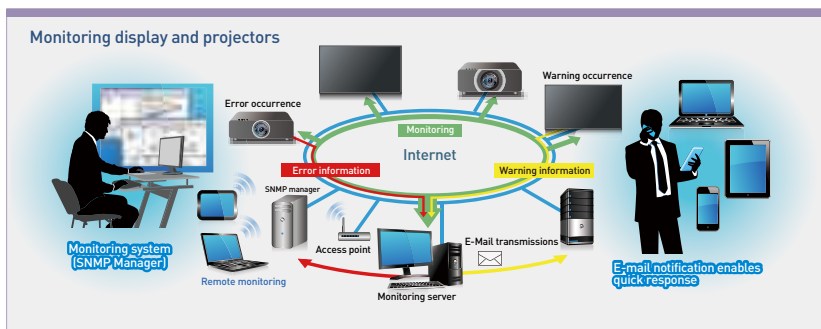 Monitoring display and projectors
Warning occurrence
Error occurrence
Monitoring
Internet
Error information
Warning information
SNMP manager
Access point
E-Mail transmissions
Monitoring system
(SNMP Manager)
Remote monitoring
Monitoring server
E-mail notification enables
quick response